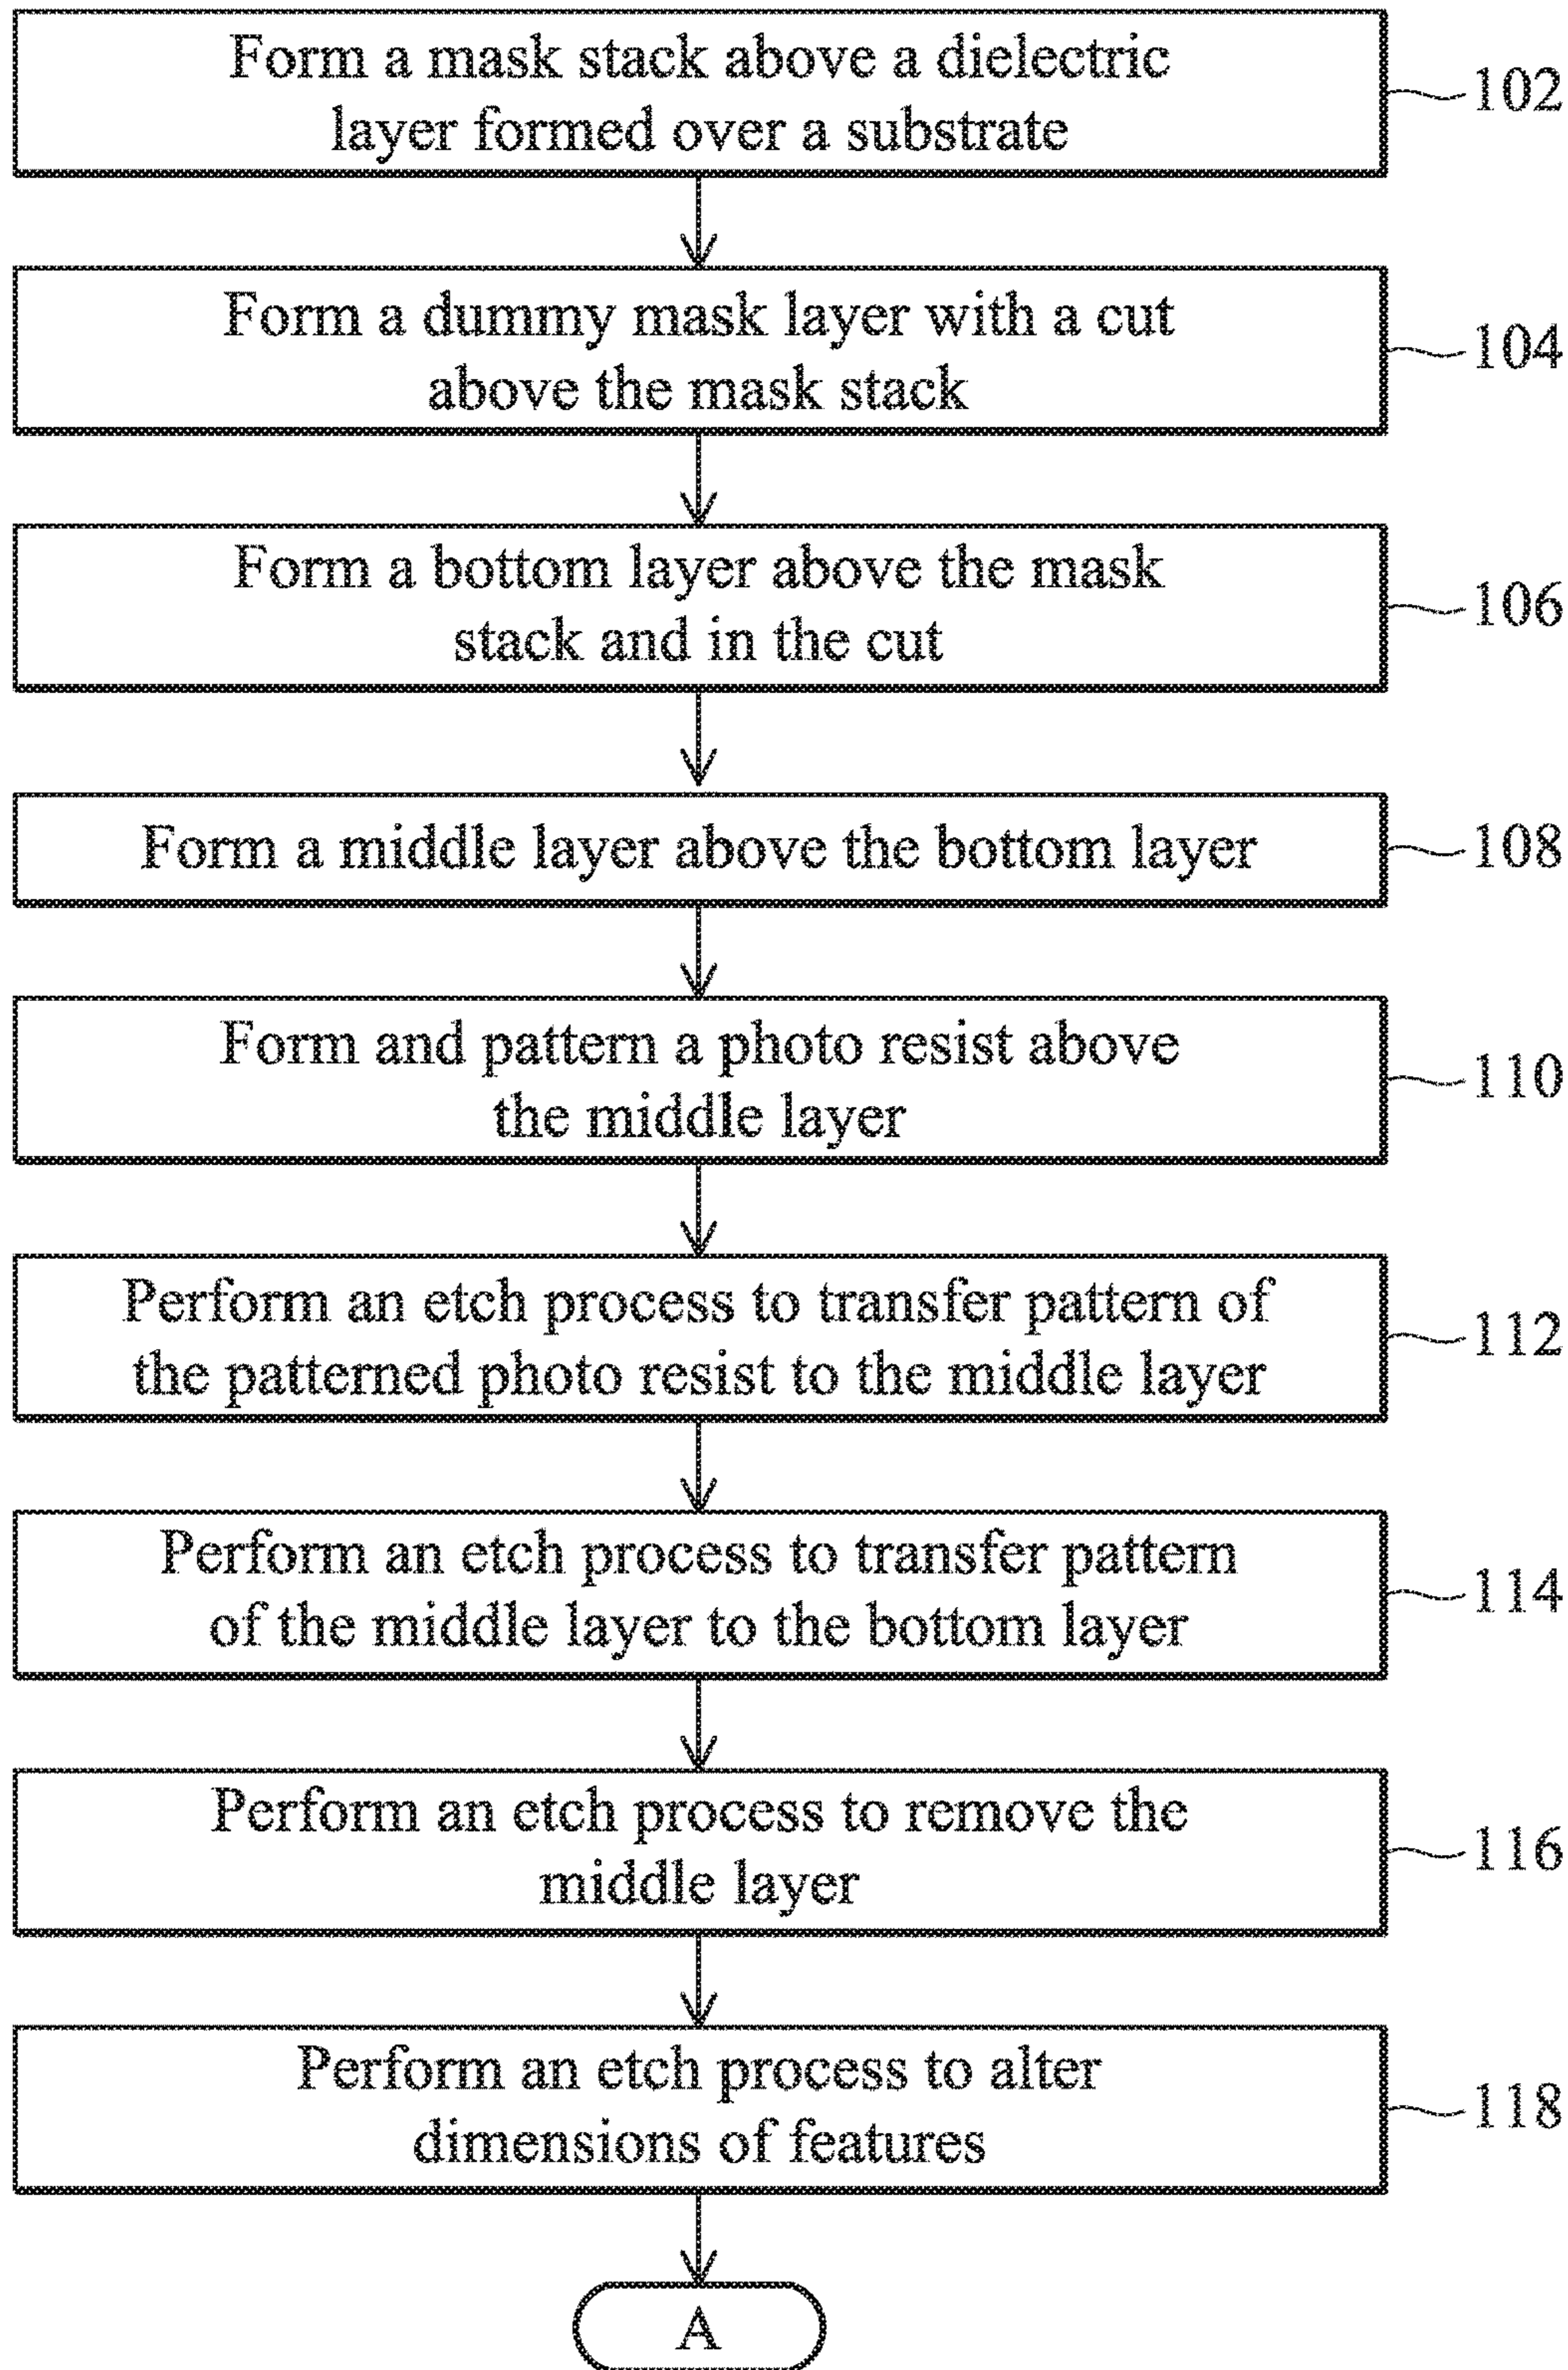 Form a mask stack above a dielectric
layer formed over a substrate
102
Form a dummy mask layer with a cut
above the mask stack
104
Form a bottom layer above the mask
stack and in the cut
106
Form a middle layer above the bottom layer
108
Form and pattern a photo resist above
the middle layer
110
Perform an etch process to transfer pattern of
the patterned photo resist to the middle layer
112
Perform an etch process to transfer pattern
of the middle layer to the bottom layer
114
Perform an etch process to remove the
middle layer
116
Perform an etch process to alter
dimensions of features
118
A